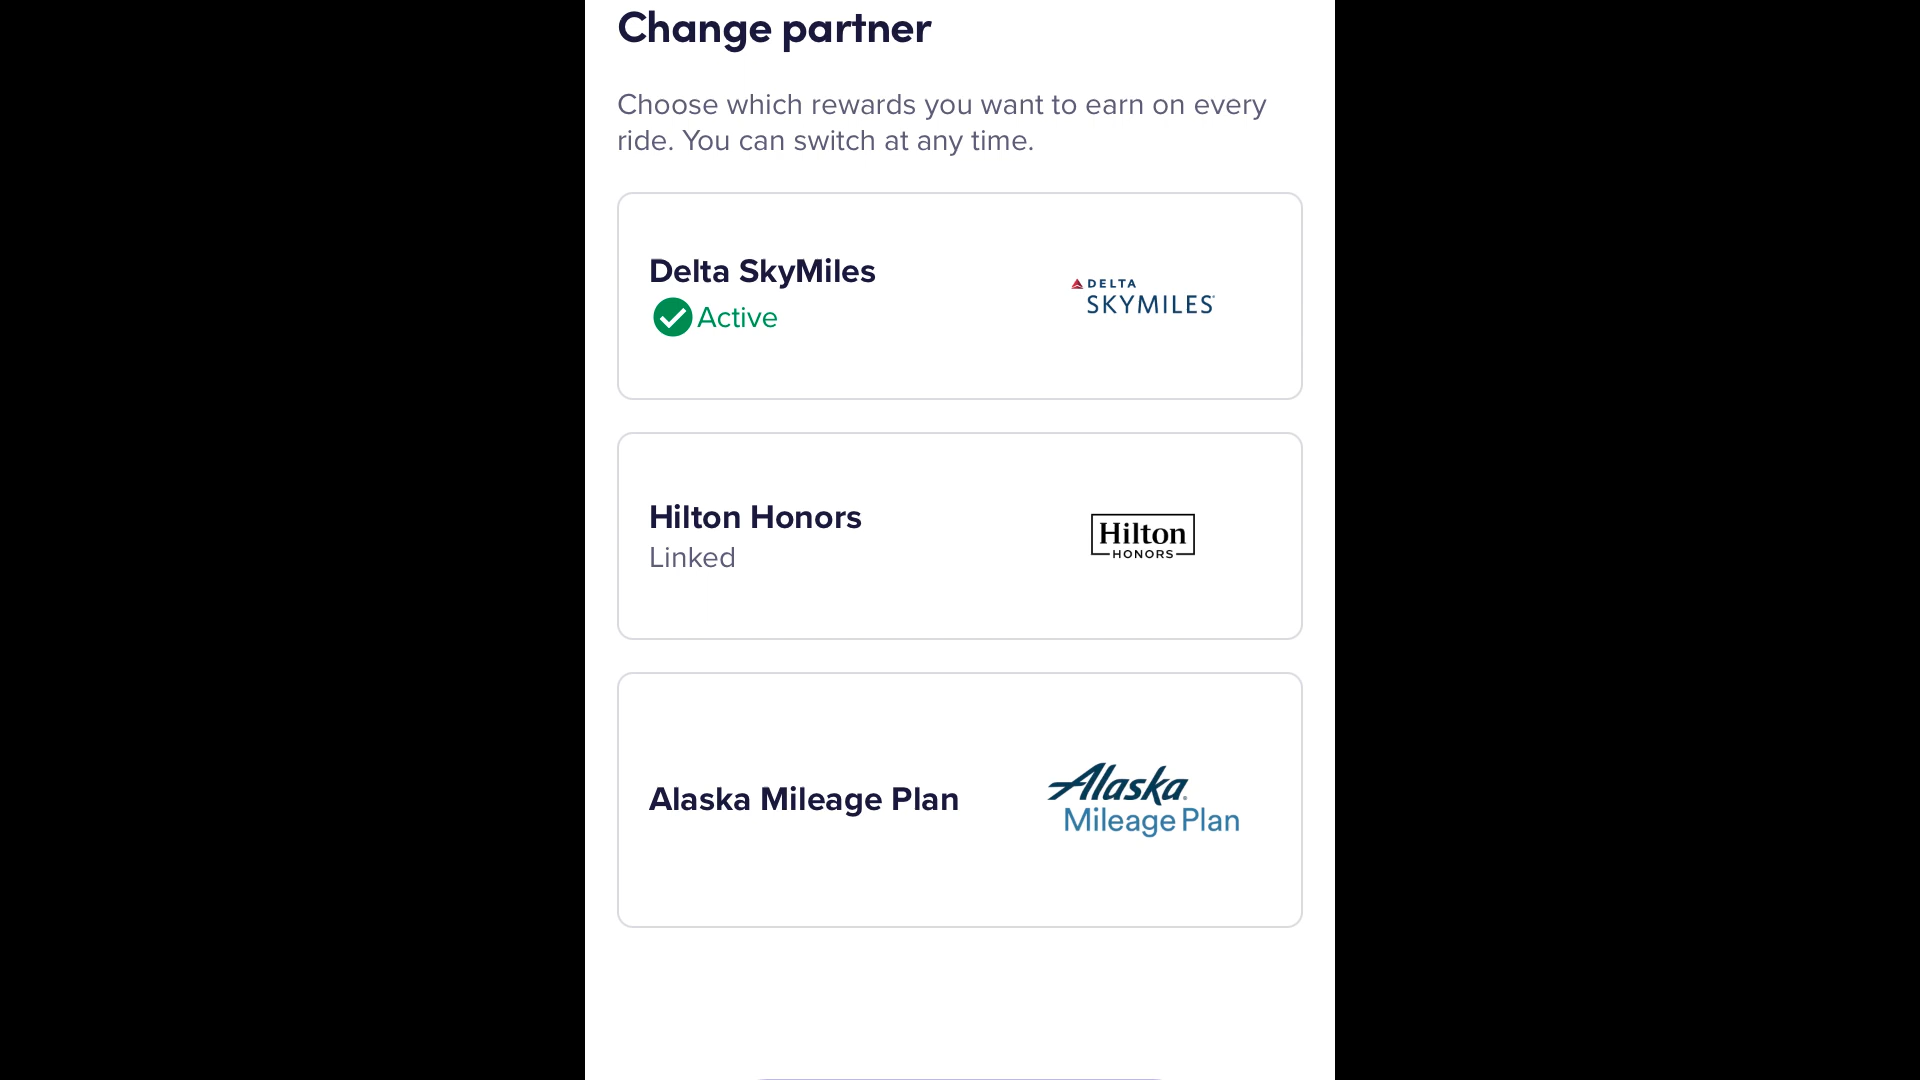 Change partner
Choose which rewards you want to earn on every
ride. You can switch at any time.
Delta SkyMiles
Active
DELTA
SKYMILES
Hilton Honors
Linked
Hilton
HONORS
Alaska Mileage Plan
Alaska
Mileage Plan